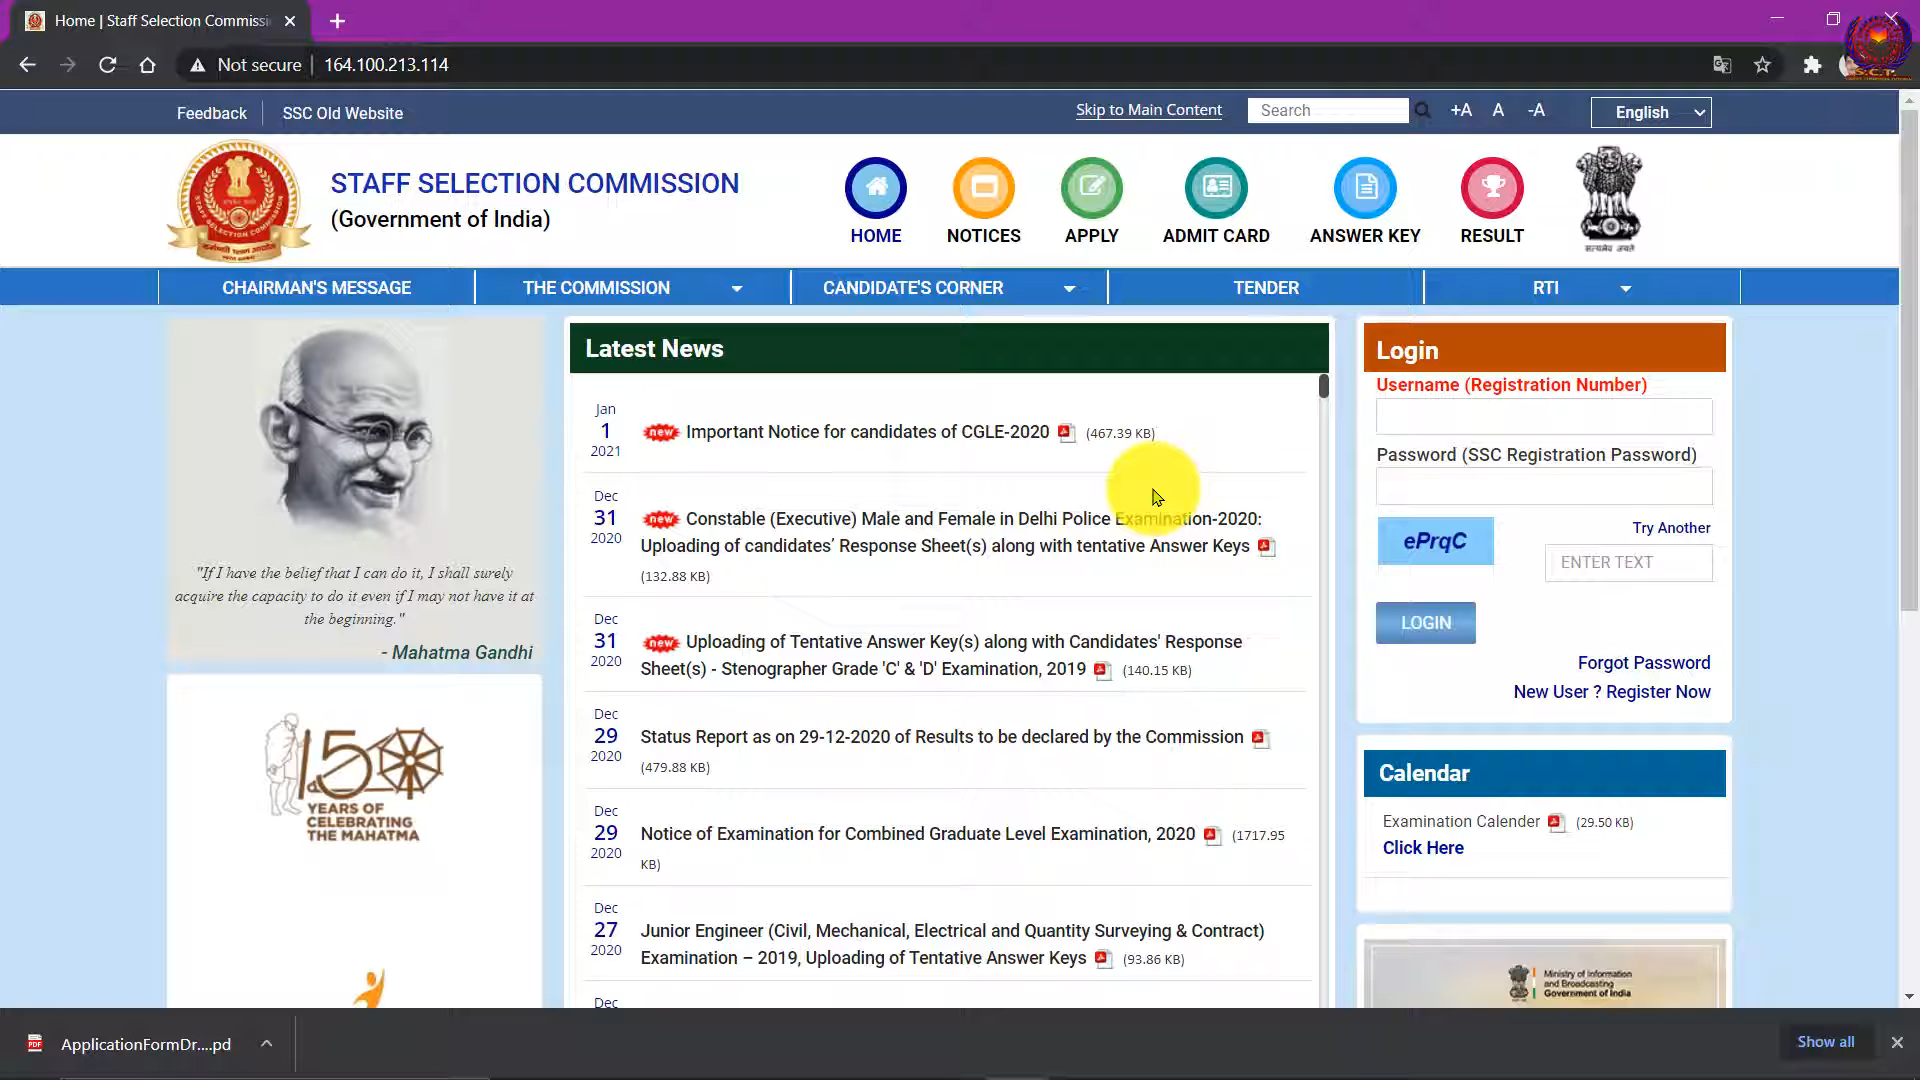 Home | Staff Selection Commissi
Not secure
164.100.213.114
S.C.T.
Feedback
SSC Old Website
Skip to Main Content
Search
+A A -A
English
STAFF SELECTION COMMISSION
(Government of India)
HOME
NOTICES
APPLY
ADMIT CARD
ANSWER KEY
RESULT
सत्यमेव जयते
CHAIRMAN'S MESSAGE
THE COMMISSION
CANDIDATE'S CORNER
TENDER
RTI
"If I have the belief that I can do it, I shall surely
acquire the capacity to do it even if I may not have it at
the beginning."
- Mahatma Gandhi
150
YEARS OF
CELEBRATING
THE MAHATMA
Latest News
Jan
1
2021
new Important Notice for candidates of CGLE-2020 (467.39 KB)
Dec
31
2020
new Constable (Executive) Male and Female in Delhi Police Examination-2020:
Uploading of candidates’ Response Sheet(s) along with tentative Answer Keys
(132.88 KB)
Dec
31
2020
new Uploading of Tentative Answer Key(s) along with Candidates' Response
Sheet(s) - Stenographer Grade 'C' & 'D' Examination, 2019 (140.15 KB)
Dec
29
2020
Status Report as on 29-12-2020 of Results to be declared by the Commission
(479.88 KB)
Dec
29
2020
Notice of Examination for Combined Graduate Level Examination, 2020 (1717.95
KB)
Dec
27
2020
Junior Engineer (Civil, Mechanical, Electrical and Quantity Surveying & Contract)
Examination – 2019, Uploading of Tentative Answer Keys (93.86 KB)
Dec
Login
Username (Registration Number)
Password (SSC Registration Password)
ePrqC
Try Another
ENTER TEXT
LOGIN
Forgot Password
New User ? Register Now
Calendar
Examination Calender (29.50 KB)
Click Here
Ministry of Information
and Broadcasting
Government of India
PDF
ApplicationFormDr....pd
Show all